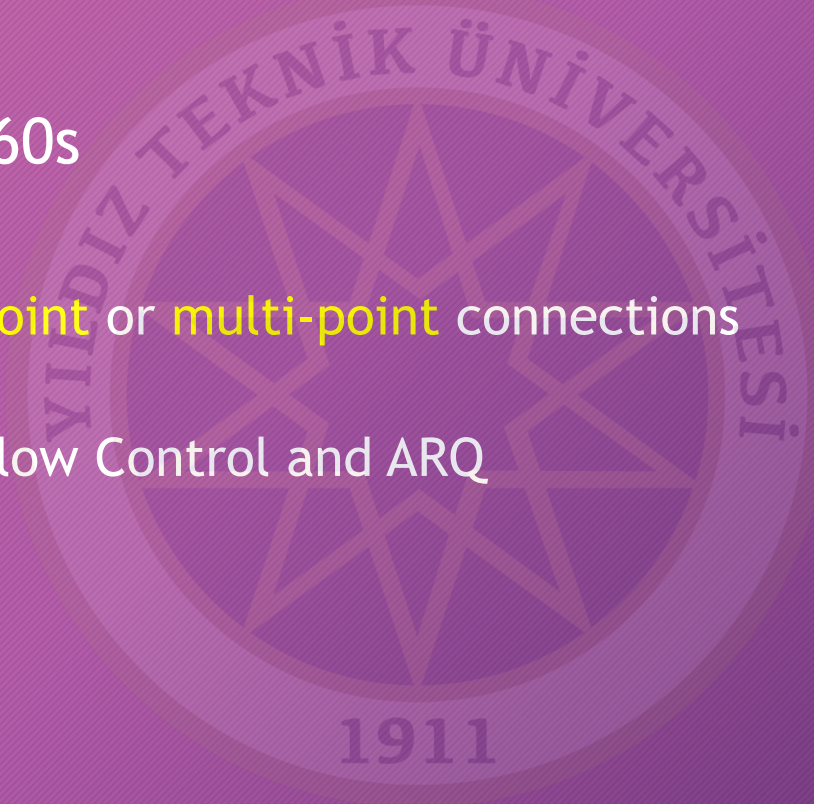 YILDIZ TEKNİK ÜNİVERSİTESİ
60s
oint or multi-point connections
low Control and ARQ
1911